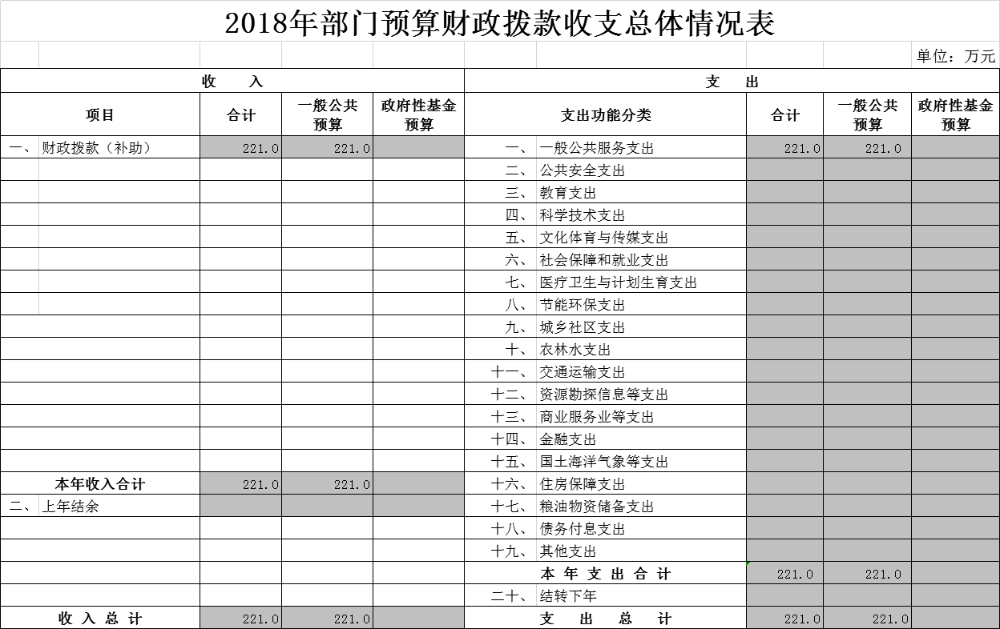 2018年部门预算财政拨款收支总体情况表
单位：万元
收 入 支 出
项目 合计 一般公共预算 政府性基金预算 支出功能分类 合计 一般公共预算 政府性基金预算
一、 财政拨款（补助） 221.0 221.0 一、 一般公共服务支出 221.0 221.0
二、 公共安全支出
三、 教育支出
四、 科学技术支出
五、 文化体育与传媒支出
六、 社会保障和就业支出
七、 医疗卫生与计划生育支出
八、 节能环保支出
九、 城乡社区支出
十、 农林水支出
十一、 交通运输支出
十二、 资源勘探信息等支出
十三、 商业服务业等支出
十四、 金融支出
十五、 国土海洋气象等支出
本年收入合计 221.0 221.0 十六、 住房保障支出
二、 上年结余 十七、 粮油物资储备支出
十八、 债务付息支出
十九、 其他支出
本 年 支 出 合 计 221.0 221.0
二十、 结转下年
收 入 总 计 221.0 221.0 支 出 总 计 221.0 221.0